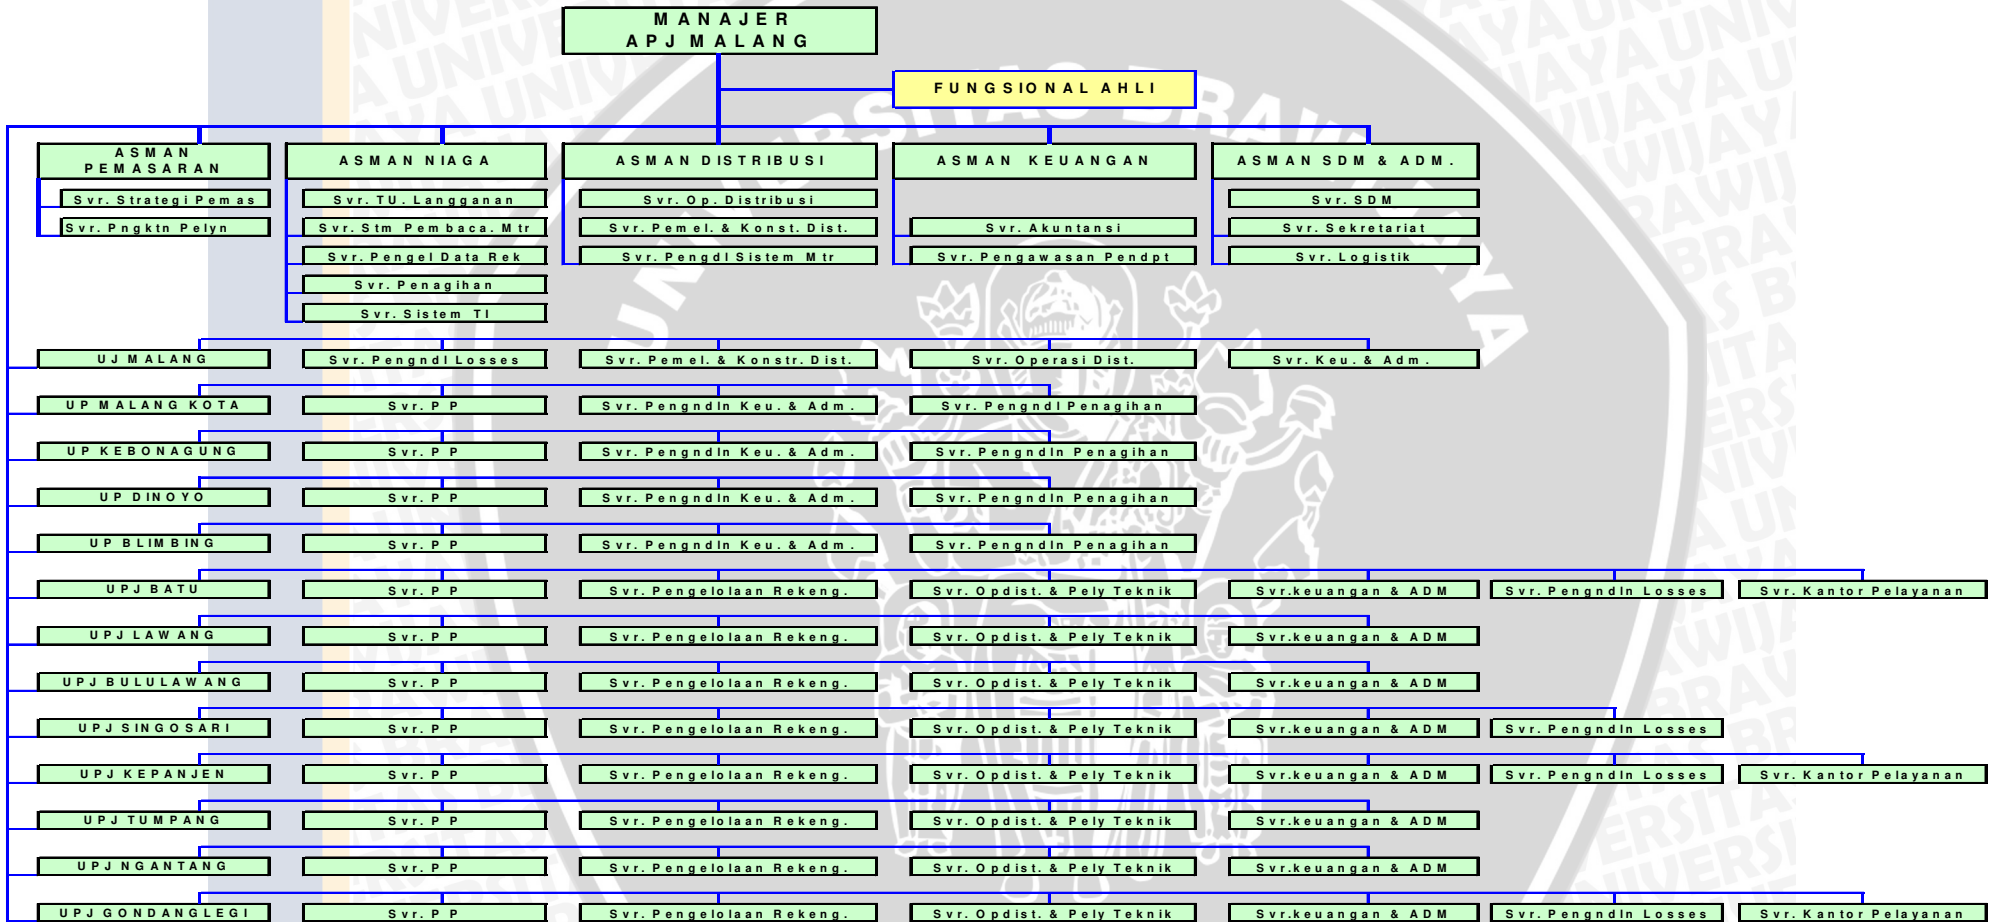 MANAJER
APJ MALANG
FUNGSIONAL AHLI
ASMAN
PEMASARAN
ASMAN NIAGA
ASMAN DISTRIBUSI
ASMAN KEUANGAN
ASMAN SDM & ADM.
Svr. Strategi Pemas
Svr. TU. Langganan
Svr. Op. Distribusi
Svr. SDM
Svr. Pngktn Pelyn
Svr. Stm Pembaca. Mtr
Svr. Pemel. & Konst. Dist.
Svr. Akuntansi
Svr. Sekretariat
Svr. Pengel Data Rek
Svr. Pengdl Sistem Mtr
Svr. Pengawasan Pendpt
Svr. Logistik
Svr. Penagihan
Svr. Sistem TI
UJ MALANG
Svr. Pengndl Losses
Svr. Pemel. & Konstr. Dist.
Svr. Operasi Dist.
Svr. Keu. & Adm.
UP MALANG KOTA
Svr. PP
Svr. Pengndln Keu. & Adm.
Svr. Pengndl Penagihan
UP KEBONAGUNG
Svr. PP
Svr. Pengndln Keu. & Adm.
Svr. Pengndln Penagihan
UP DINOYO
Svr. PP
Svr. Pengndln Keu. & Adm.
Svr. Pengndln Penagihan
UP BLIMBING
Svr. PP
Svr. Pengndln Keu. & Adm.
Svr. Pengndln Penagihan
UPJ BATU
Svr. PP
Svr. Pengelolaan Rekeng.
Svr. Opdist. & Pely Teknik
Svr.keuangan & ADM
Svr. Pengndln Losses
Svr. Kantor Pelayanan
UPJ LAWANG
Svr. PP
Svr. Pengelolaan Rekeng.
Svr. Opdist. & Pely Teknik
Svr.keuangan & ADM
UPJ BULULAWANG
Svr. PP
Svr. Pengelolaan Rekeng.
Svr. Opdist. & Pely Teknik
Svr.keuangan & ADM
UPJ SINGOSARI
Svr. PP
Svr. Pengelolaan Rekeng.
Svr. Opdist. & Pely Teknik
Svr.keuangan & ADM
Svr. Pengndln Losses
UPJ KEPANJEN
Svr. PP
Svr. Pengelolaan Rekeng.
Svr. Opdist. & Pely Teknik
Svr.keuangan & ADM
Svr. Pengndln Losses
Svr. Kantor Pelayanan
UPJ TUMPANG
Svr. PP
Svr. Pengelolaan Rekeng.
Svr. Opdist. & Pely Teknik
Svr.keuangan & ADM
UPJ NGANTANG
Svr. PP
Svr. Pengelolaan Rekeng.
Svr. Opdist. & Pely Teknik
Svr.keuangan & ADM
UPJ GONDANGLEGI
Svr. PP
Svr. Pengelolaan Rekeng.
Svr. Opdist. & Pely Teknik
Svr.keuangan & ADM
Svr. Pengndln Losses
Svr. Kantor Pelayanan